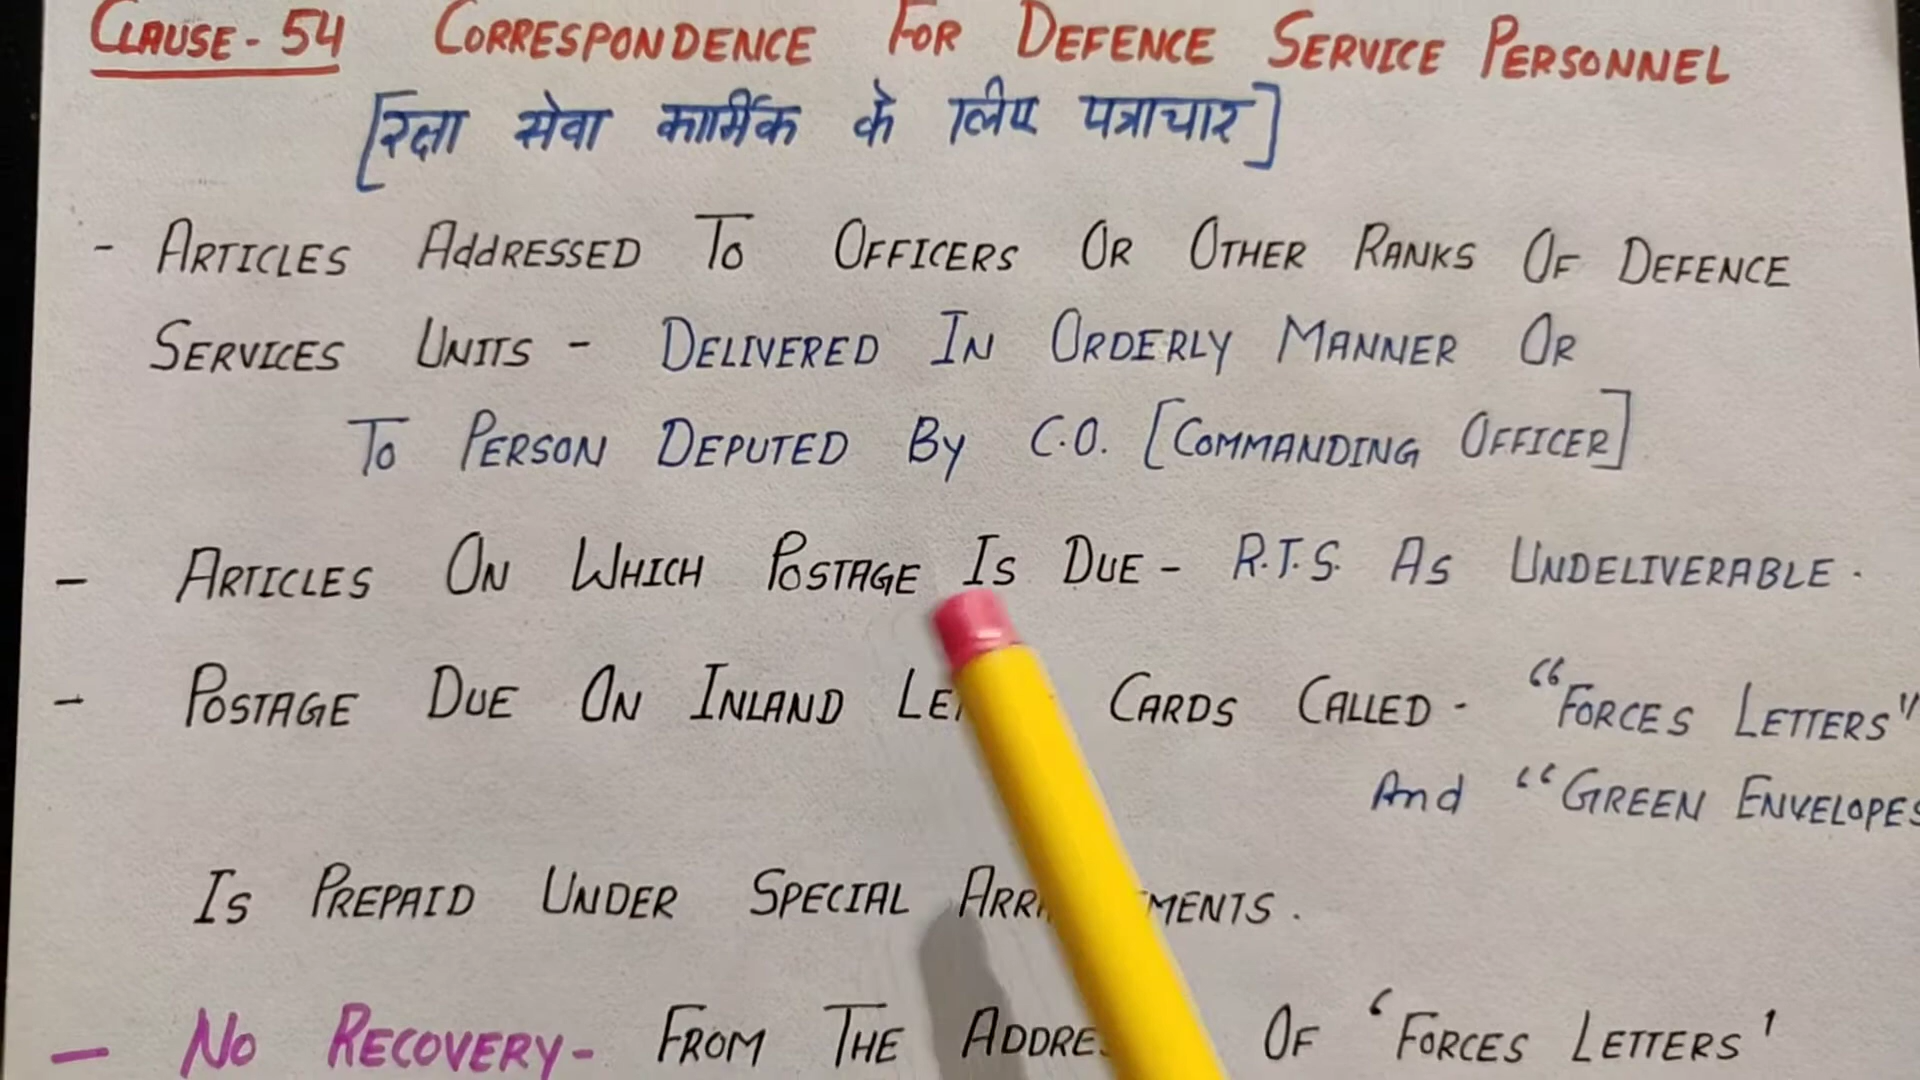 CLAUSE - 54 CORRESPONDENCE FOR DEFENCE SERVICE PERSONNEL
[रक्षा सेवा कार्मिक के लिए पत्राचार]
- ARTICLES ADDRESSED TO OFFICERS OR OTHER RANKS OF DEFENCE
SERVICES UNITS - DELIVERED IN ORDERLY MANNER OR
TO PERSON DEPUTED BY C.O. [COMMANDING OFFICER]
- ARTICLES ON WHICH POSTAGE IS DUE - R.T.S. AS UNDELIVERABLE.
- POSTAGE DUE ON INLAND CARDS CALLED - "FORCES LETTERS"
And "GREEN ENVELOPES
IS PREPAID UNDER SPECIAL .
- NO RECOVERY - FROM THE OF 'FORCES LETTERS'